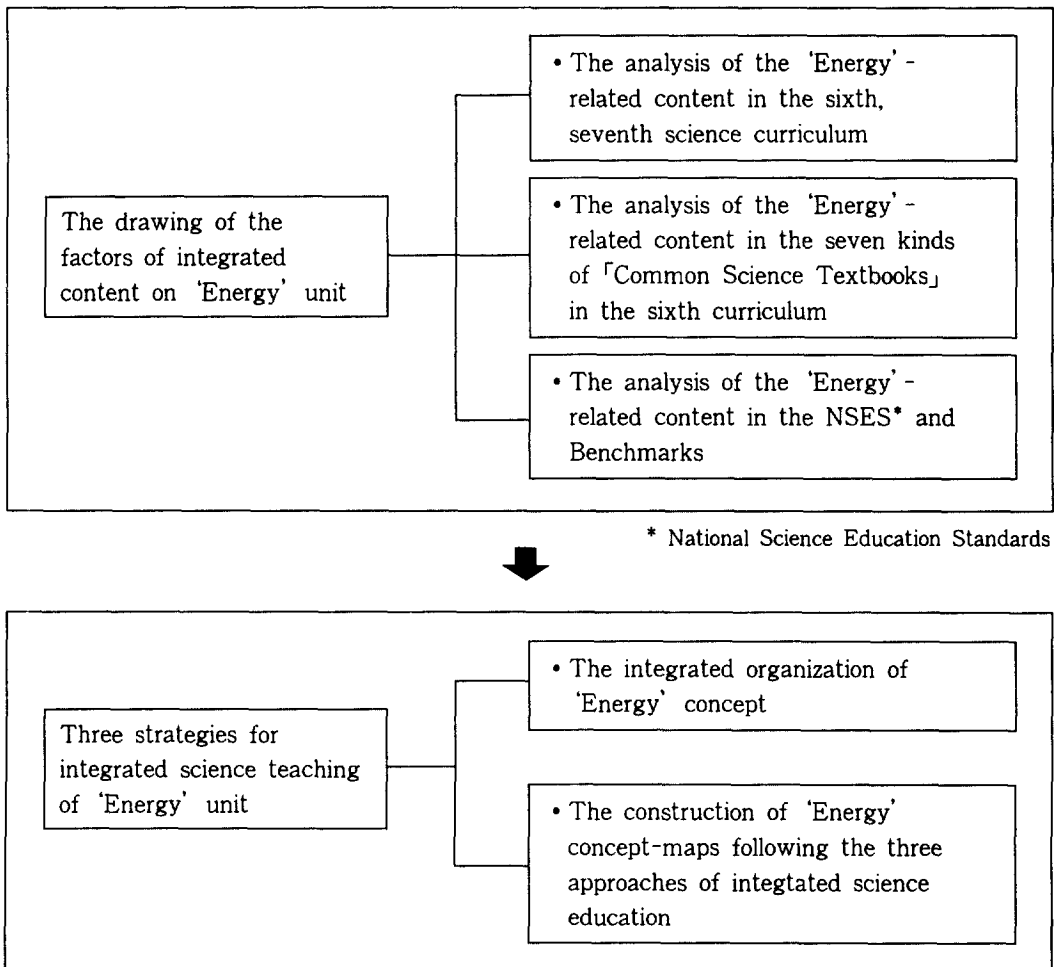 • The analysis of the ‘Energy’-
related content in the sixth,
seventh science curriculum
The drawing of the
factors of integrated
content on ‘Energy’ unit
• The analysis of the ‘Energy’-
related content in the seven kinds
of「Common Science Textbooks」
in the sixth curriculum
• The analysis of the ‘Energy’-
related content in the NSES* and
Benchmarks
* National Science Education Standards
• The integrated organization of
‘Energy’ concept
Three strategies for
integrated science teaching
of ‘Energy’ unit
• The construction of ‘Energy’
concept-maps following the three
approaches of integtated science
education